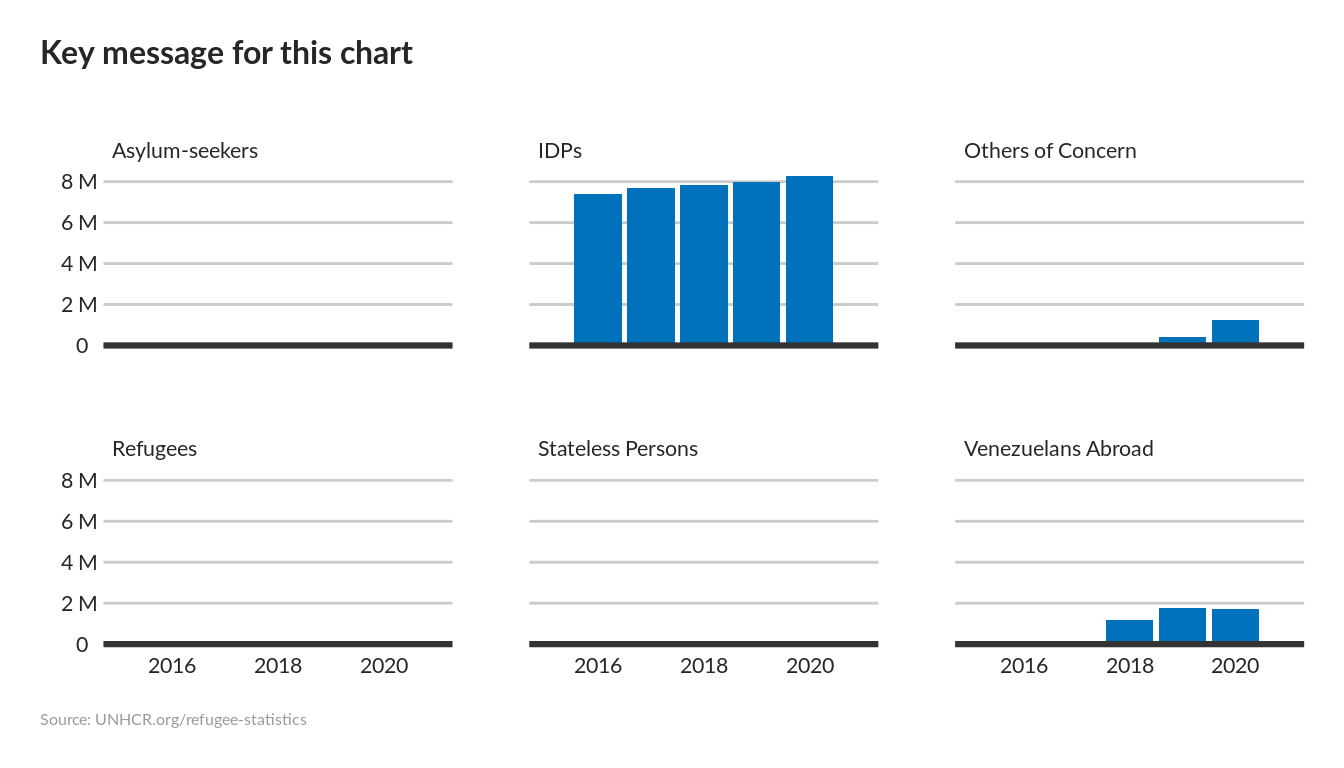 Key message for this chart
Asylum-seekers
IDPs
Others of Concern
8 M
6 M
4 M
2 M
0
Refugees
Stateless Persons
Venezuelans Abroad
8 M
6 M
4 M
2 M
0
2016 2018 2020 2016 2018 2020 2016 2018 2020
Source: UNHCR.org/refugee-statistics